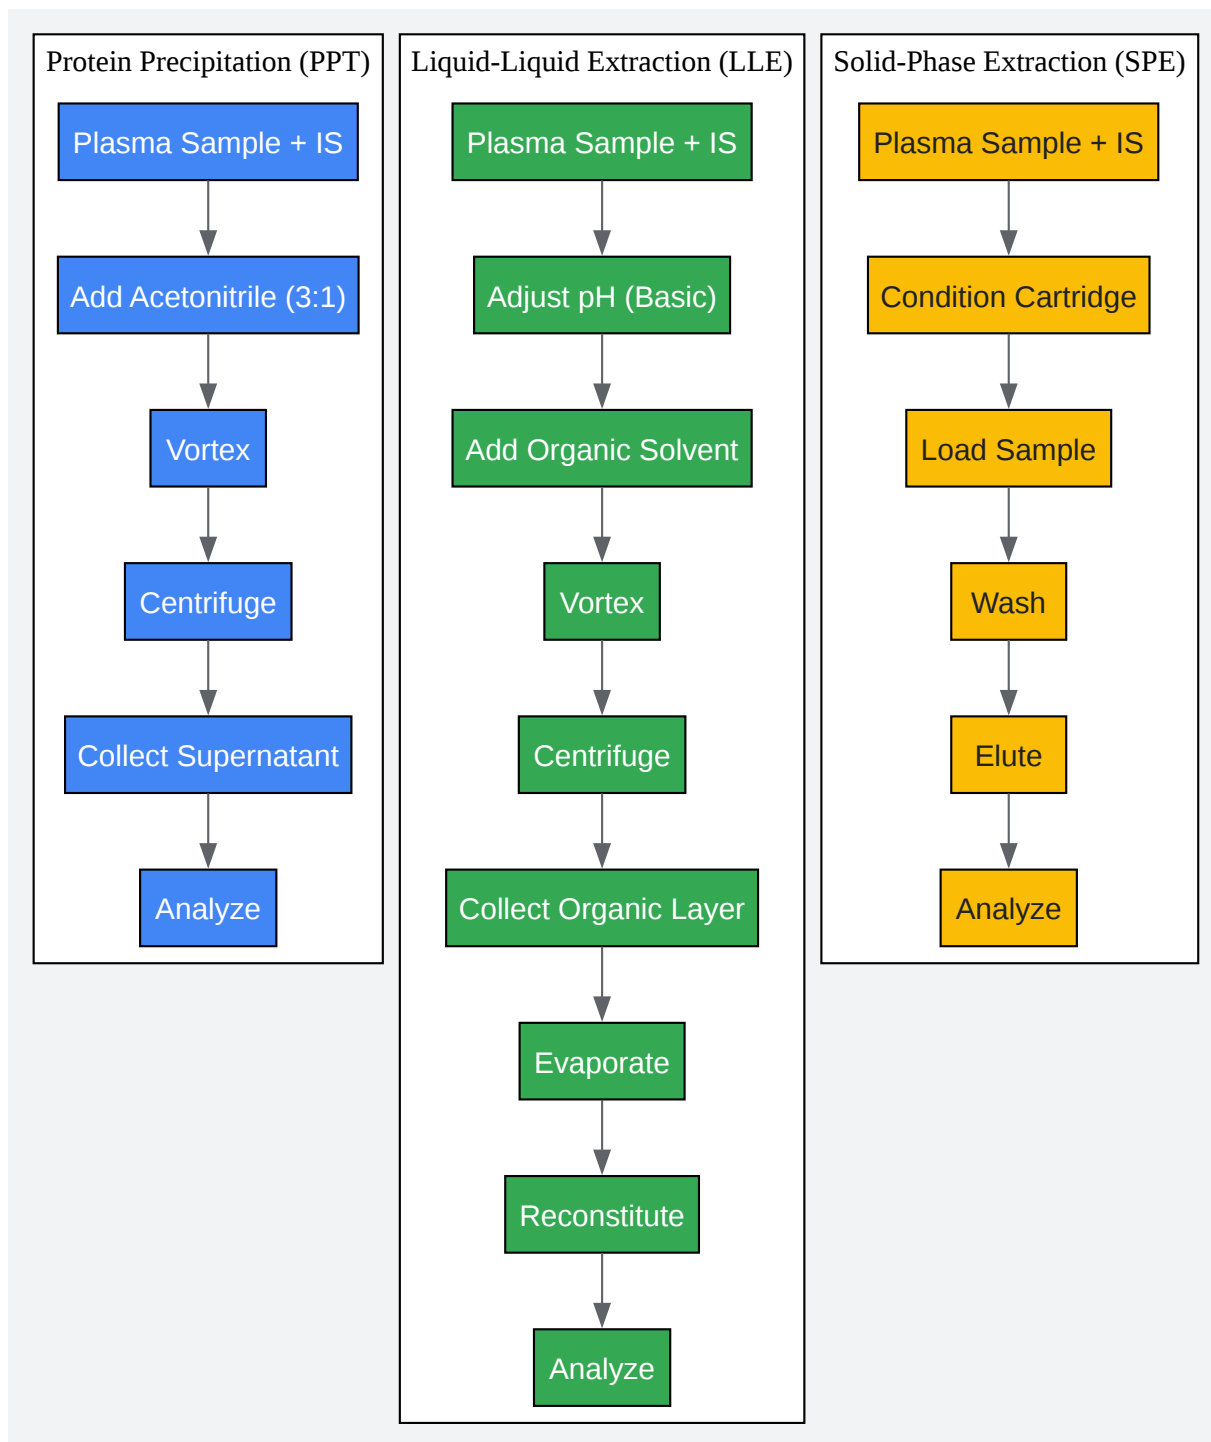 Protein Precipitation (PPT)
Plasma Sample + IS
Add Acetonitrile (3:1)
Vortex
Centrifuge
Collect Supernatant
Analyze
Liquid-Liquid Extraction (LLE)
Plasma Sample + IS
Adjust pH (Basic)
Add Organic Solvent
Vortex
Centrifuge
Collect Organic Layer
Evaporate
Reconstitute
Analyze
Solid-Phase Extraction (SPE)
Plasma Sample + IS
Condition Cartridge
Load Sample
Wash
Elute
Analyze